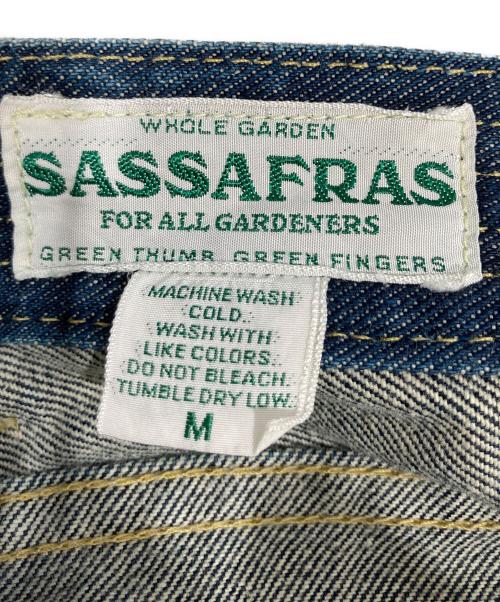 WHOLE GARDEN
SASSAFRAS
FOR ALL GARDENERS
GREEN THUMB, GREEN FINGERS
MACHINE WASH
COLD.
WASH WITH
LIKE COLORS.
DO NOT BLEACH.
TUMBLE DRY LOW.
M